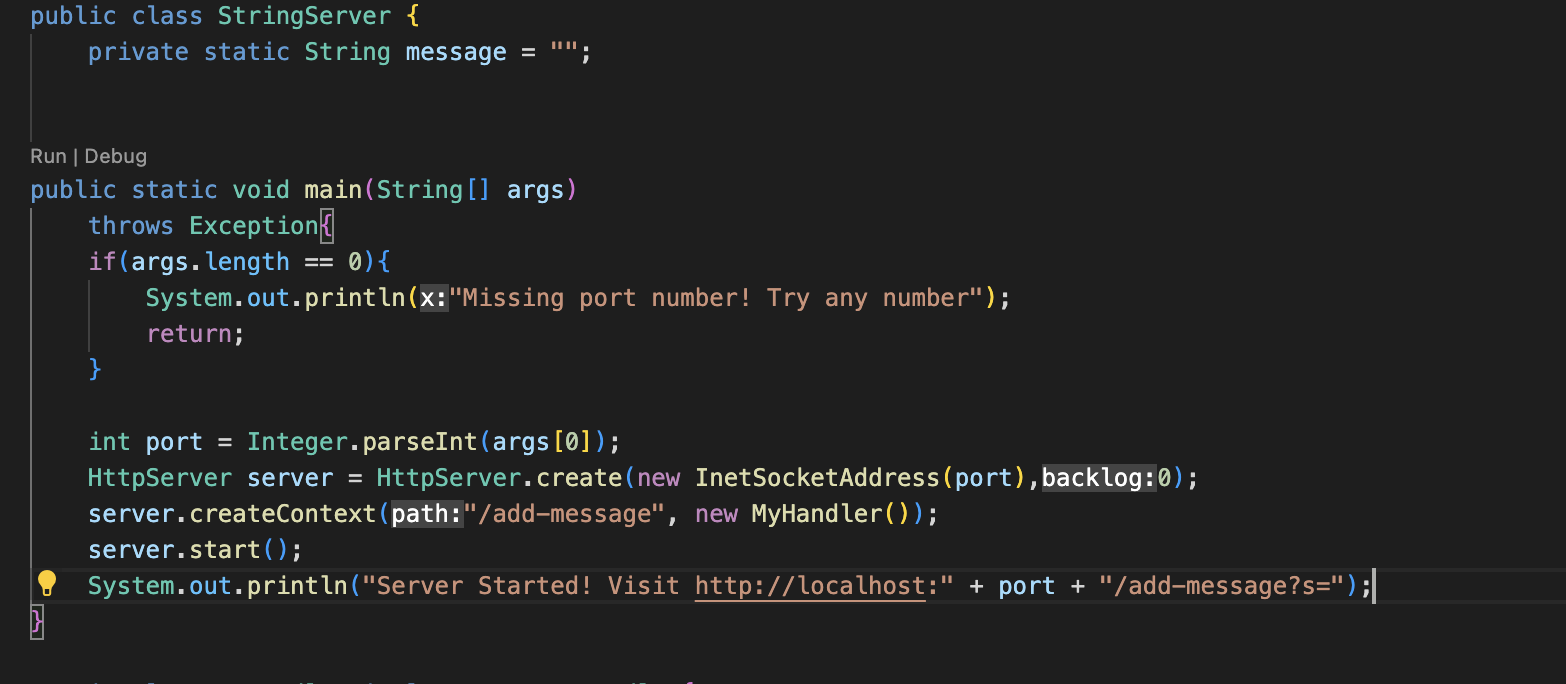 public class StringServer {
    private static String message = "";
Run | Debug
public static void main(String[] args)
    throws Exception{
    if(args.length == 0){
        System.out.println(x:"Missing port number! Try any number");
        return;
    }
    int port = Integer.parseInt(args[0]);
    HttpServer server = HttpServer.create(new InetSocketAddress(port),backlog:0);
    server.createContext(path:"/add-message", new MyHandler());
    server.start();
    System.out.println("Server Started! Visit http://localhost:" + port + "/add-message?s=");
}